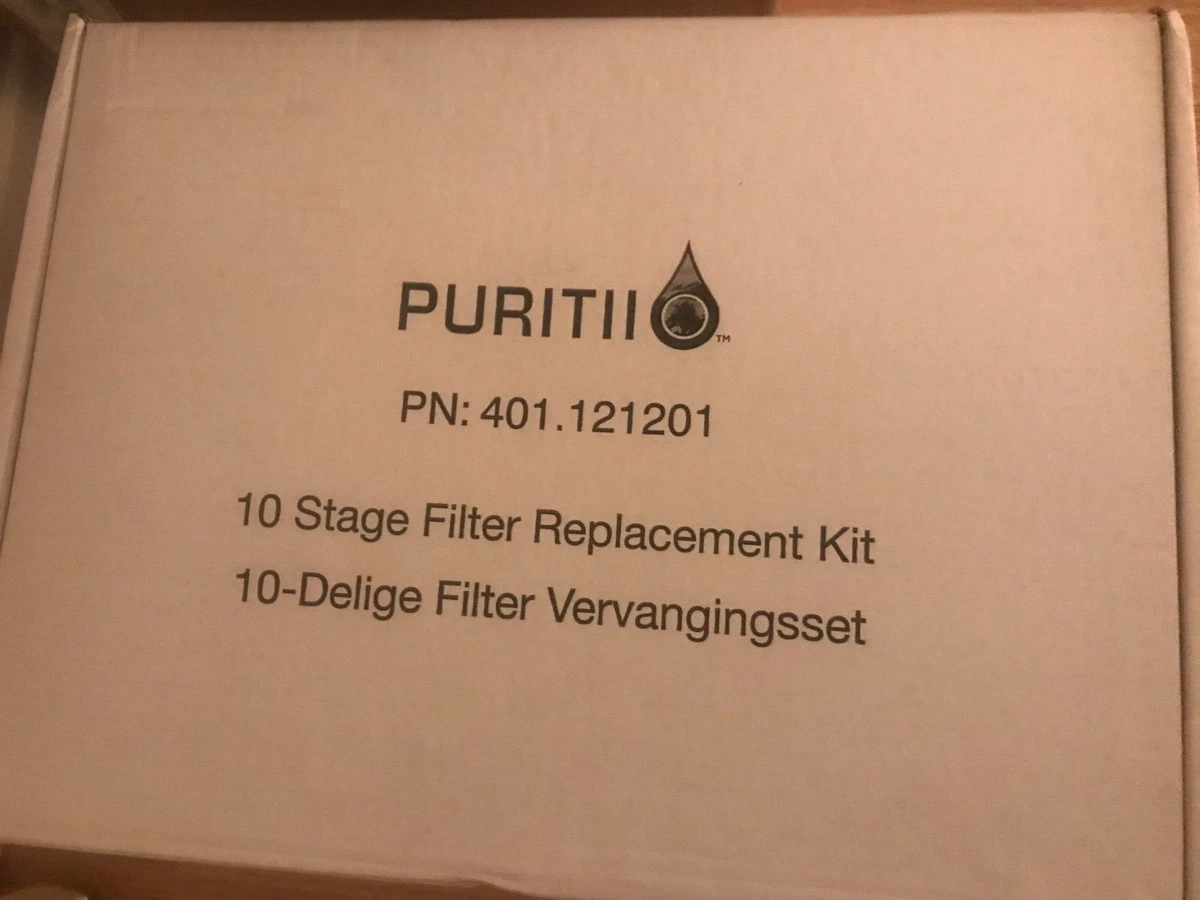 PURITII ™
PN: 401.121201
10 Stage Filter Replacement Kit
10-Delige Filter Vervangingsset